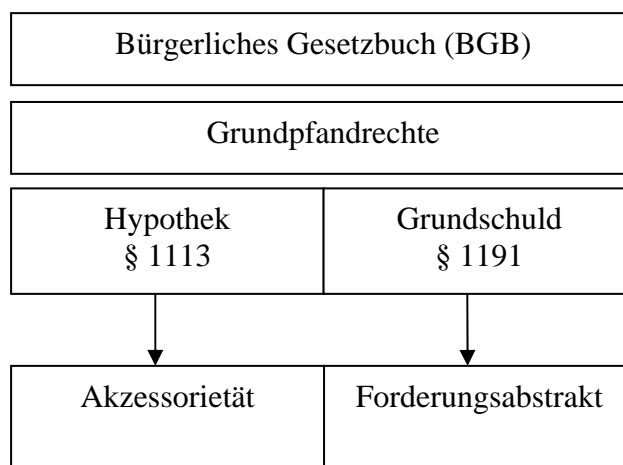 Bürgerliches Gesetzbuch (BGB)
Grundpfandrechte
Hypothek
§ 1113
Grundschuld
§ 1191
Akzessorietät
Forderungsabstrakt